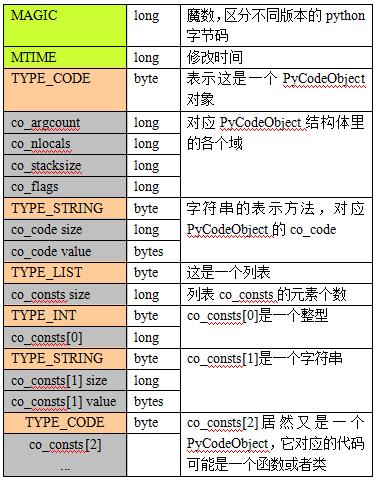 MAGIC long 魔数，区分不同版本的 python
字节码
MTIME long 修改时间
TYPE_CODE byte 表示这是一个 PyCodeObject
对象
co_argcount long 对应 PyCodeObject 结构体里
co_nlocals long 的各个域
co_stacksize long
co_flags long
TYPE_STRING byte 字符串的表示方法，对应
co_code size long PyCodeObject 的 co_code
co_code value bytes
TYPE_LIST byte 这是一个列表
co_consts size long 列表 co_consts 的元素个数
TYPE_INT byte co_consts[0]是一个整型
co_consts[0] long
TYPE_STRING byte co_consts[1]是一个字符串
co_consts[1] size long
co_consts[1] value bytes
TYPE_CODE byte co_consts[2]居然又是一个
co_consts[2] PyCodeObject，它对应的代码
... 可能是一个函数或者类